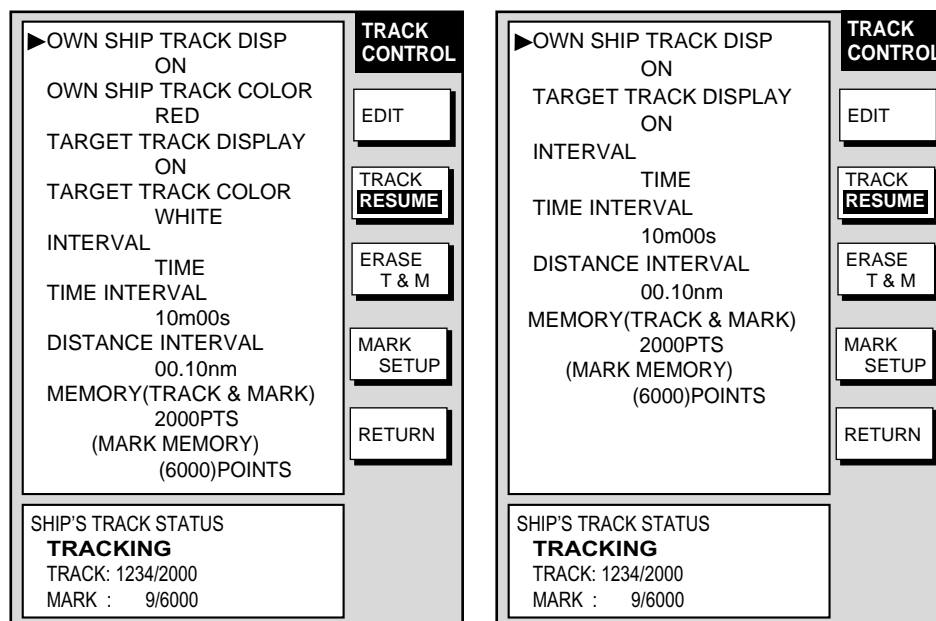 ▶OWN SHIP TRACK DISP
ON
OWN SHIP TRACK COLOR
RED
TARGET TRACK DISPLAY
ON
TARGET TRACK COLOR
WHITE
INTERVAL
TIME
TIME INTERVAL
10m00s
DISTANCE INTERVAL
00.10nm
MEMORY(TRACK & MARK)
2000PTS
(MARK MEMORY)
(6000)POINTS
TRACK
CONTROL
EDIT
TRACK
RESUME
ERASE
T & M
MARK
SETUP
RETURN
SHIP'S TRACK STATUS
TRACKING
TRACK: 1234/2000
MARK : 9/6000
▶OWN SHIP TRACK DISP
ON
TARGET TRACK DISPLAY
ON
INTERVAL
TIME
TIME INTERVAL
10m00s
DISTANCE INTERVAL
00.10nm
MEMORY(TRACK & MARK)
2000PTS
(MARK MEMORY)
(6000)POINTS
TRACK
CONTROL
EDIT
TRACK
RESUME
ERASE
T & M
MARK
SETUP
RETURN
SHIP'S TRACK STATUS
TRACKING
TRACK: 1234/2000
MARK : 9/6000